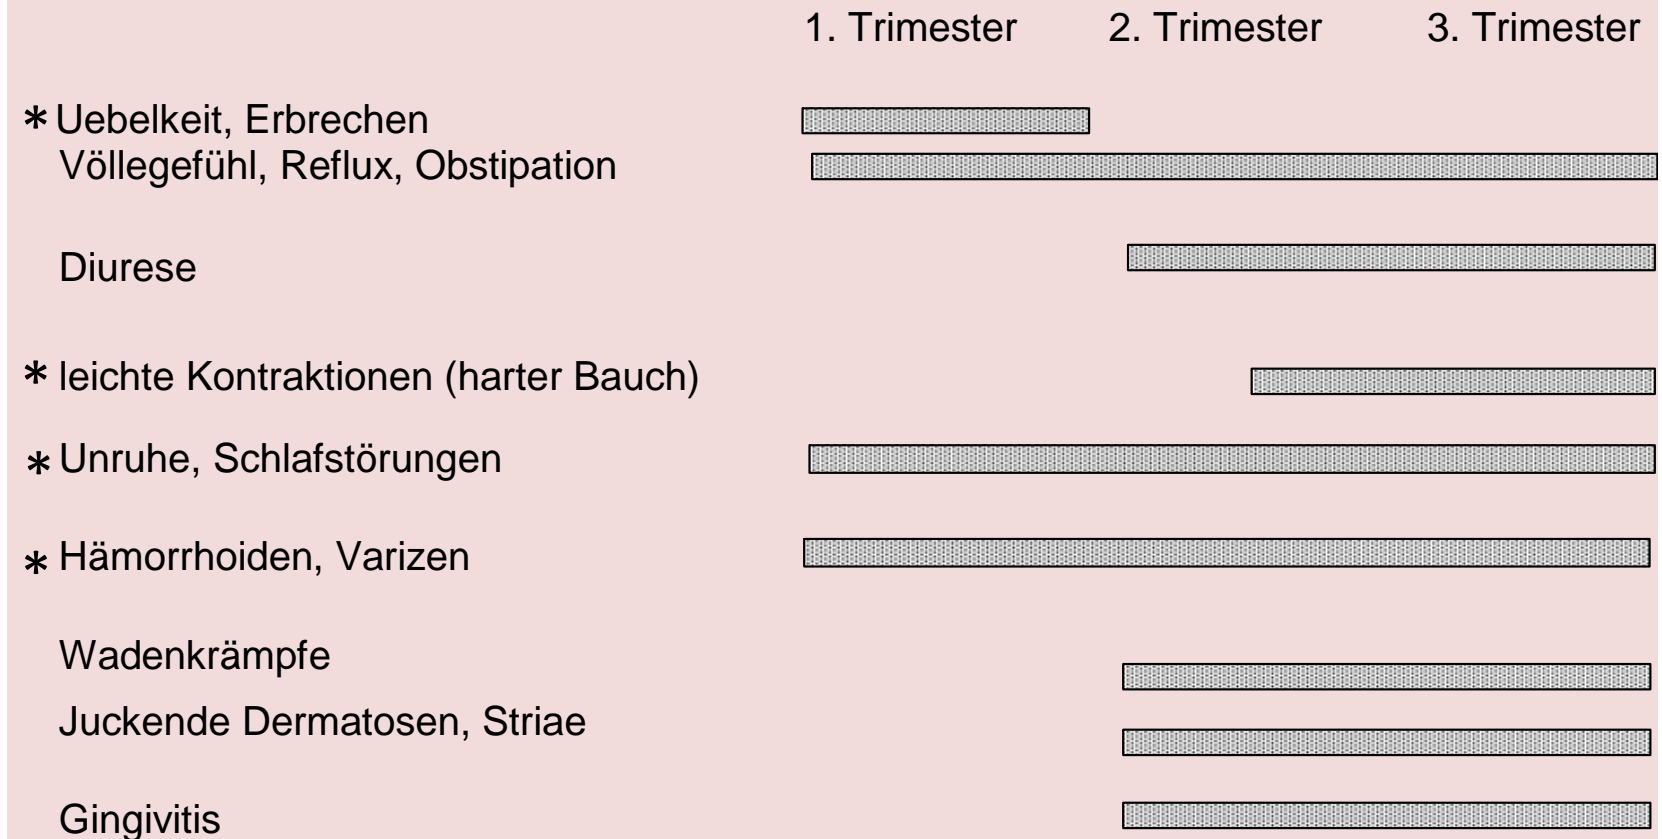 1. Trimester 2. Trimester 3. Trimester
* Uebelkeit, Erbrechen
Völlegefühl, Reflux, Obstipation
Diurese
* leichte Kontraktionen (harter Bauch)
* Unruhe, Schlafstörungen
* Hämorrhoiden, Varizen
Wadenkrämpfe
Juckende Dermatosen, Striae
Gingivitis